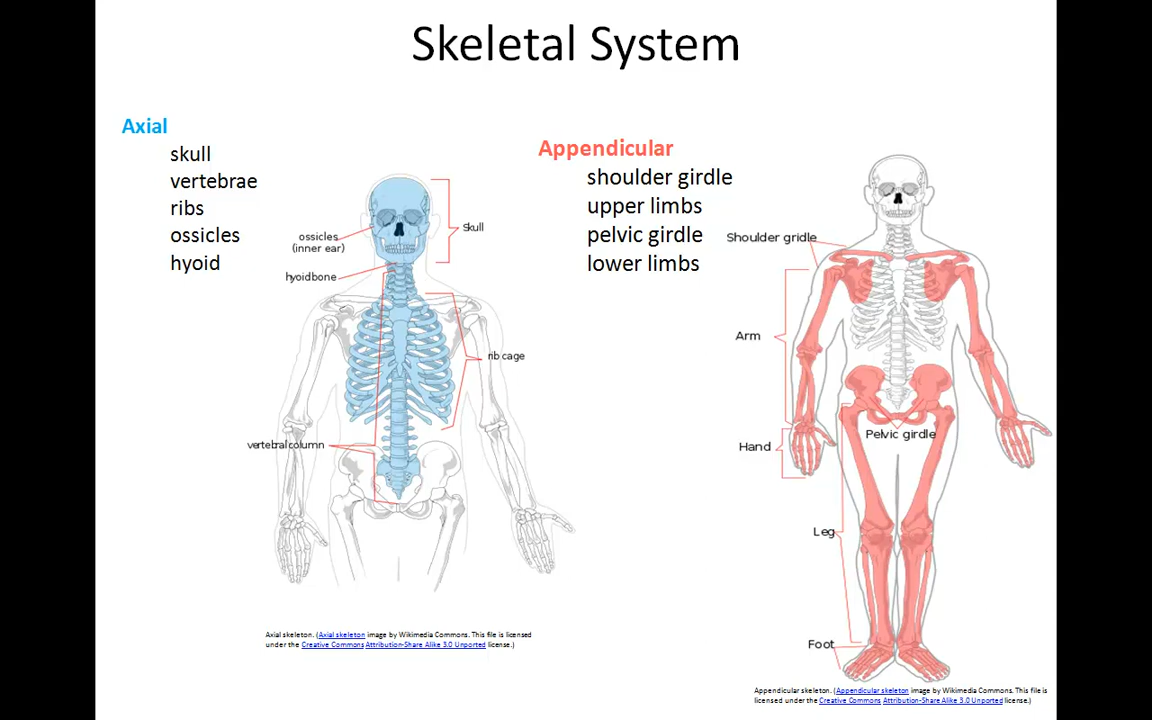 Skeletal System
Axial
skull
vertebrae
ribs
ossicles
hyoid
Appendicular
shoulder girdle
upper limbs
pelvic girdle
lower limbs
ossicles
(inner ear)
hyoidbone
Skull
rib cage
vertebral column
Shoulder gridle
Arm
Hand
Pelvic girdle
Leg
Foot
Axial skeleton. (Axial skeleton image by Wikimedia Commons. This file is licensed
under the Creative Commons Attribution-Share Alike 3.0 Unported license.)
Appendicular skeleton. (Appendicular skeleton image by Wikimedia Commons. This file is
licensed under the Creative Commons Attribution-Share Alike 3.0 Unported license.)